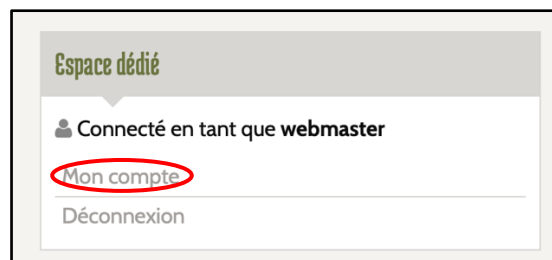 Espace dédié
Connecté en tant que webmaster
Mon compte
Déconnexion